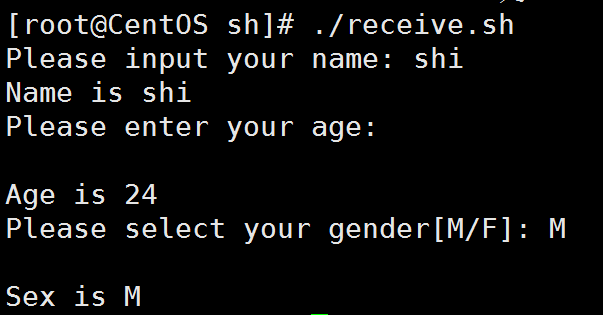 [root@CentOS sh]# ./receive.sh
Please input your name: shi
Name is shi
Please enter your age:
Age is 24
Please select your gender[M/F]: M
Sex is M